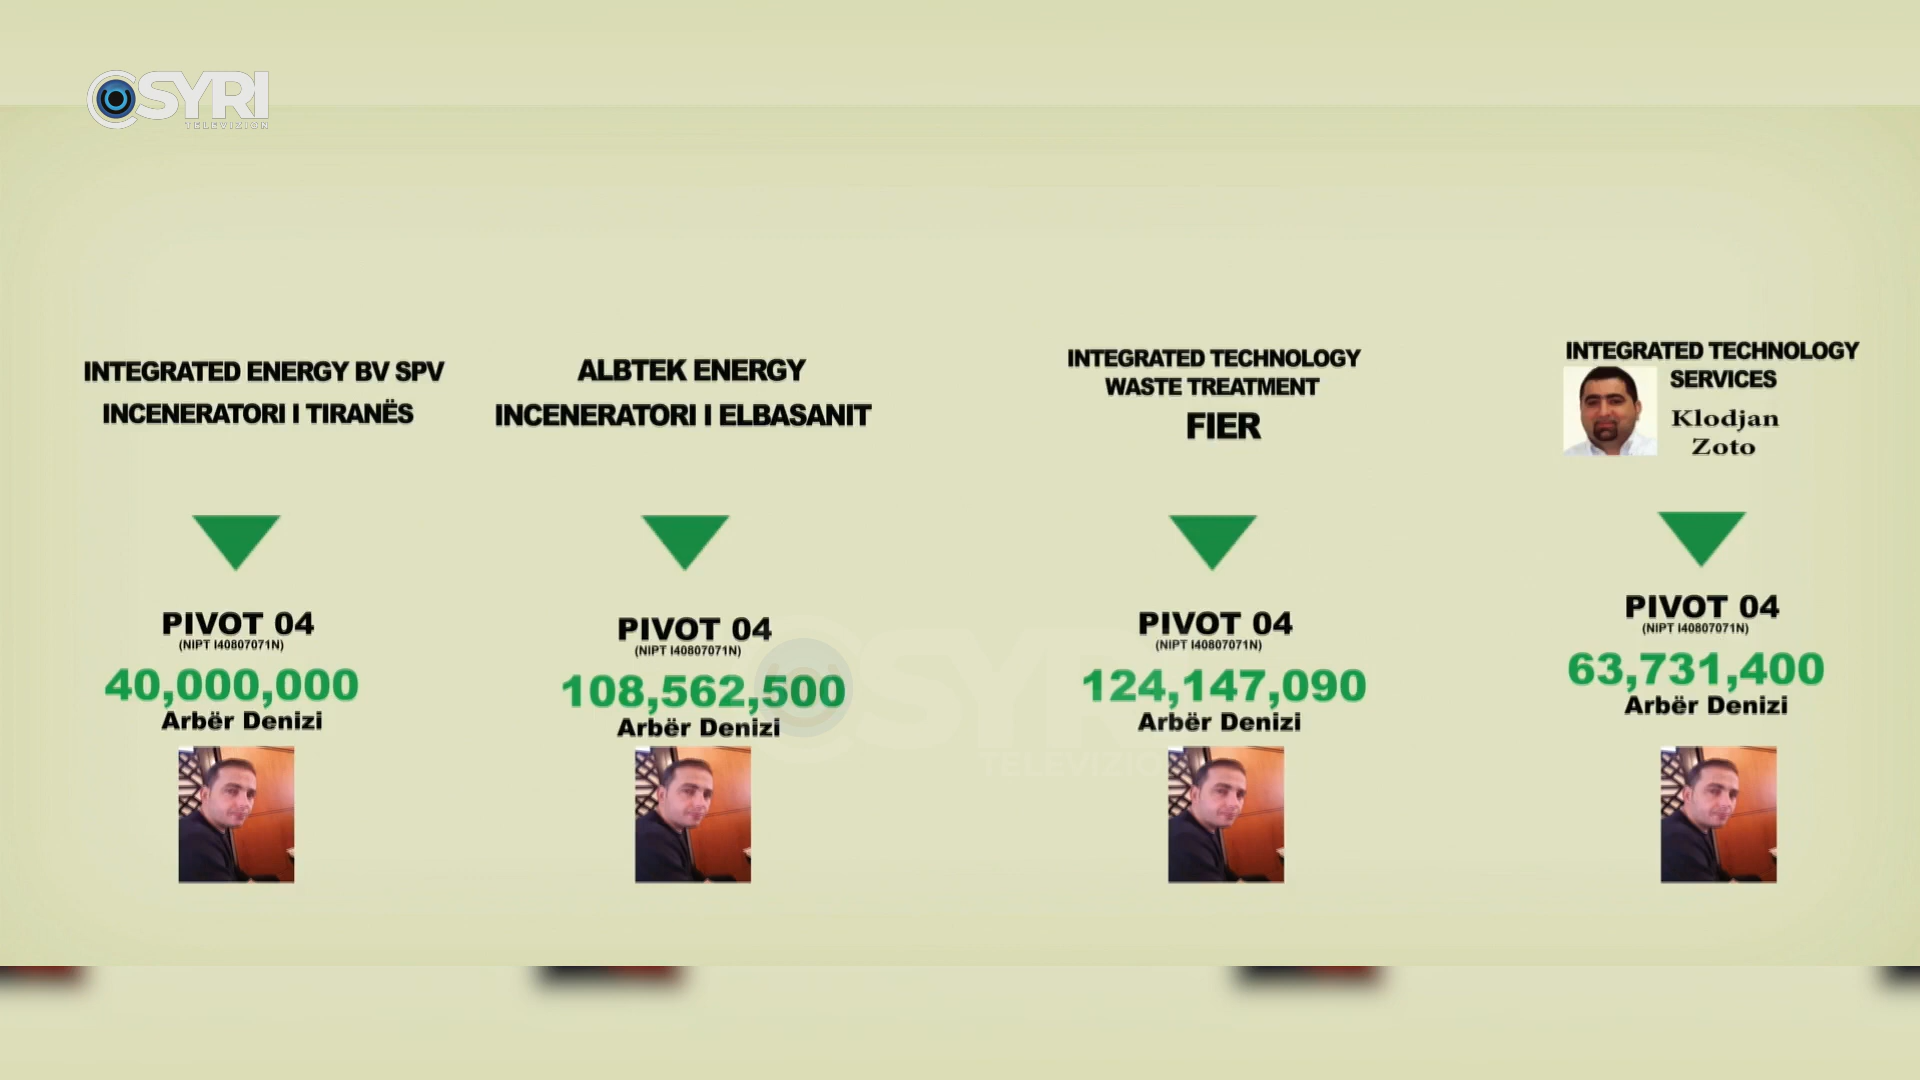 SYRI
TELEVIZION
INTEGRATED ENERGY BV SPV
INCENERATORI I TIRANËS
PIVOT 04
(NIPT I40807071N)
40,000,000
Arbër Denizi
ALBTEK ENERGY
INCENERATORI I ELBASANIT
PIVOT 04
(NIPT I40807071N)
108,562,500
Arbër Denizi
INTEGRATED TECHNOLOGY
WASTE TREATMENT
FIER
PIVOT 04
(NIPT I40807071N)
124,147,090
Arbër Denizi
INTEGRATED TECHNOLOGY
SERVICES
Klodjan
Zoto
PIVOT 04
(NIPT I40807071N)
63,731,400
Arbër Denizi
SYRI
TELEVIZION